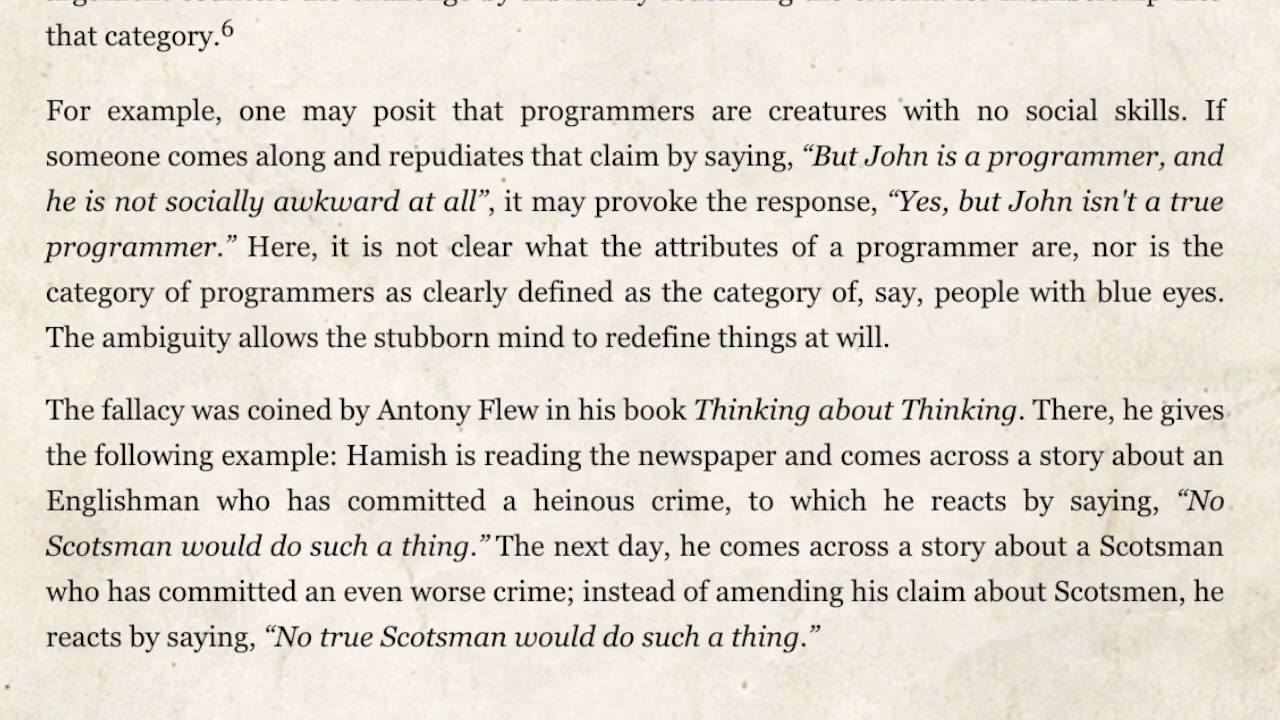 that category.6
For example, one may posit that programmers are creatures with no social skills. If
someone comes along and repudiates that claim by saying, “But John is a programmer, and
he is not socially awkward at all”, it may provoke the response, “Yes, but John isn't a true
programmer.” Here, it is not clear what the attributes of a programmer are, nor is the
category of programmers as clearly defined as the category of, say, people with blue eyes.
The ambiguity allows the stubborn mind to redefine things at will.
The fallacy was coined by Antony Flew in his book Thinking about Thinking. There, he gives
the following example: Hamish is reading the newspaper and comes across a story about an
Englishman who has committed a heinous crime, to which he reacts by saying, “No
Scotsman would do such a thing.” The next day, he comes across a story about a Scotsman
who has committed an even worse crime; instead of amending his claim about Scotsmen, he
reacts by saying, “No true Scotsman would do such a thing.”